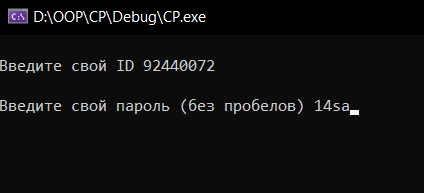 D:\OOP\CP\Debug\CP.exe
Введите свой ID 92440072
Введите свой пароль (без пробелов) 14sa